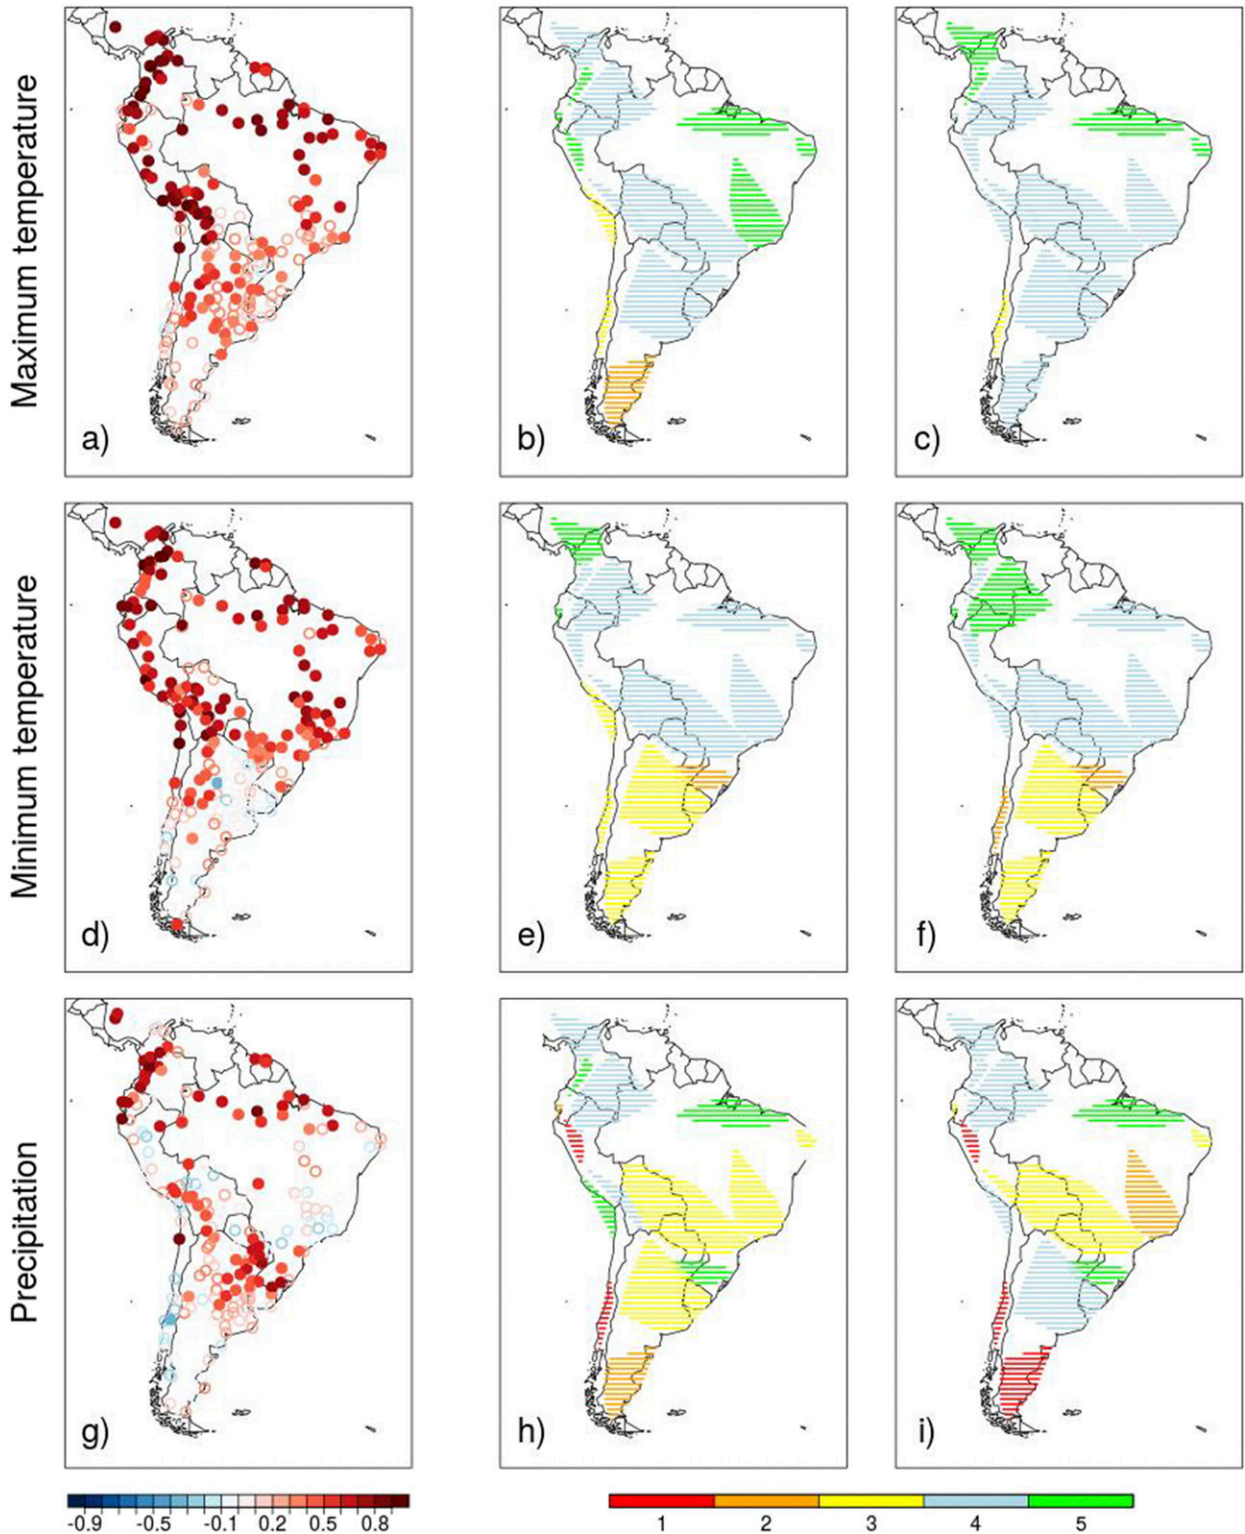 Maximum temperature
a)
b)
c)
Minimum temperature
d)
e)
f)
Precipitation
g)
h)
i)
-0.9 -0.5 -0.1 0.2 0.5 0.8
1 2 3 4 5